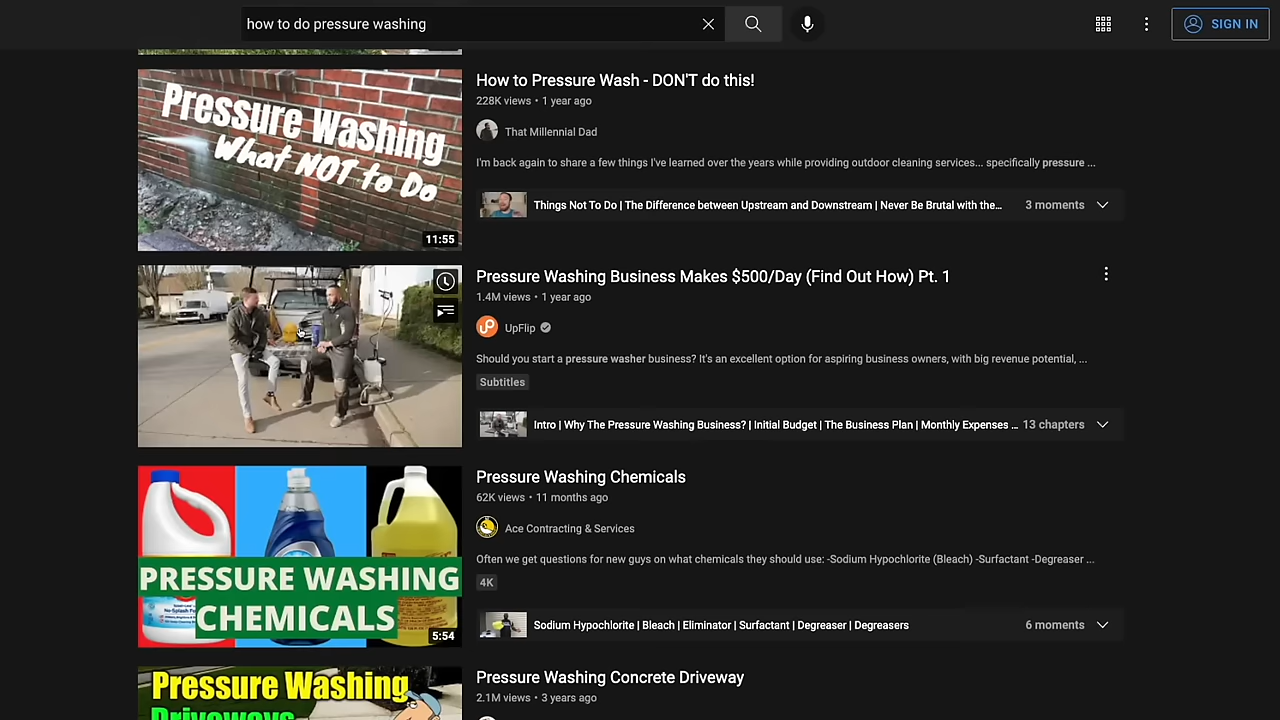 how to do pressure washing
SIGN IN
Pressure Washing
What NOT to Do
11:55
How to Pressure Wash - DON'T do this!
228K views • 1 year ago
That Millennial Dad
I'm back again to share a few things I've learned over the years while providing outdoor cleaning services... specifically pressure ...
Things Not To Do | The Difference between Upstream and Downstream | Never Be Brutal with the...
3 moments
Pressure Washing Business Makes $500/Day (Find Out How) Pt. 1
1.4M views • 1 year ago
UpFlip
Should you start a pressure washer business? It's an excellent option for aspiring business owners, with big revenue potential, ...
Subtitles
Intro | Why The Pressure Washing Business? | Initial Budget | The Business Plan | Monthly Expenses ...
13 chapters
PRESSURE WASHING
CHEMICALS
5:54
Pressure Washing Chemicals
62K views • 11 months ago
Ace Contracting & Services
Often we get questions for new guys on what chemicals they should use: -Sodium Hypochlorite (Bleach) -Surfactant -Degreaser ...
4K
Sodium Hypochlorite | Bleach | Eliminator | Surfactant | Degreaser | Degreasers
6 moments
Pressure Washing
Driveways
Pressure Washing Concrete Driveway
2.1M views • 3 years ago